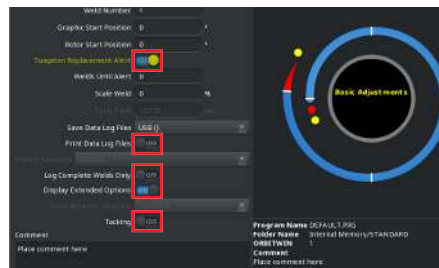 Weld Number 1
Graphic Start Position 0 °
Rotor Start Position 0 °
Tungsten Replacement Alert
Welds Until Alert 0
Scale Weld 0 %
Save Data Log Files USB ()
Print Data Log Files OFF
Log Complete Welds Only OFF
Display Extended Options
Tacking OFF
Comment
Place comment here
Basic Adjustments
Program Name DEFAULT.PRG
Folder Name Internal Memory/STANDARD
ORBITWIN 1
Comment
Place comment here